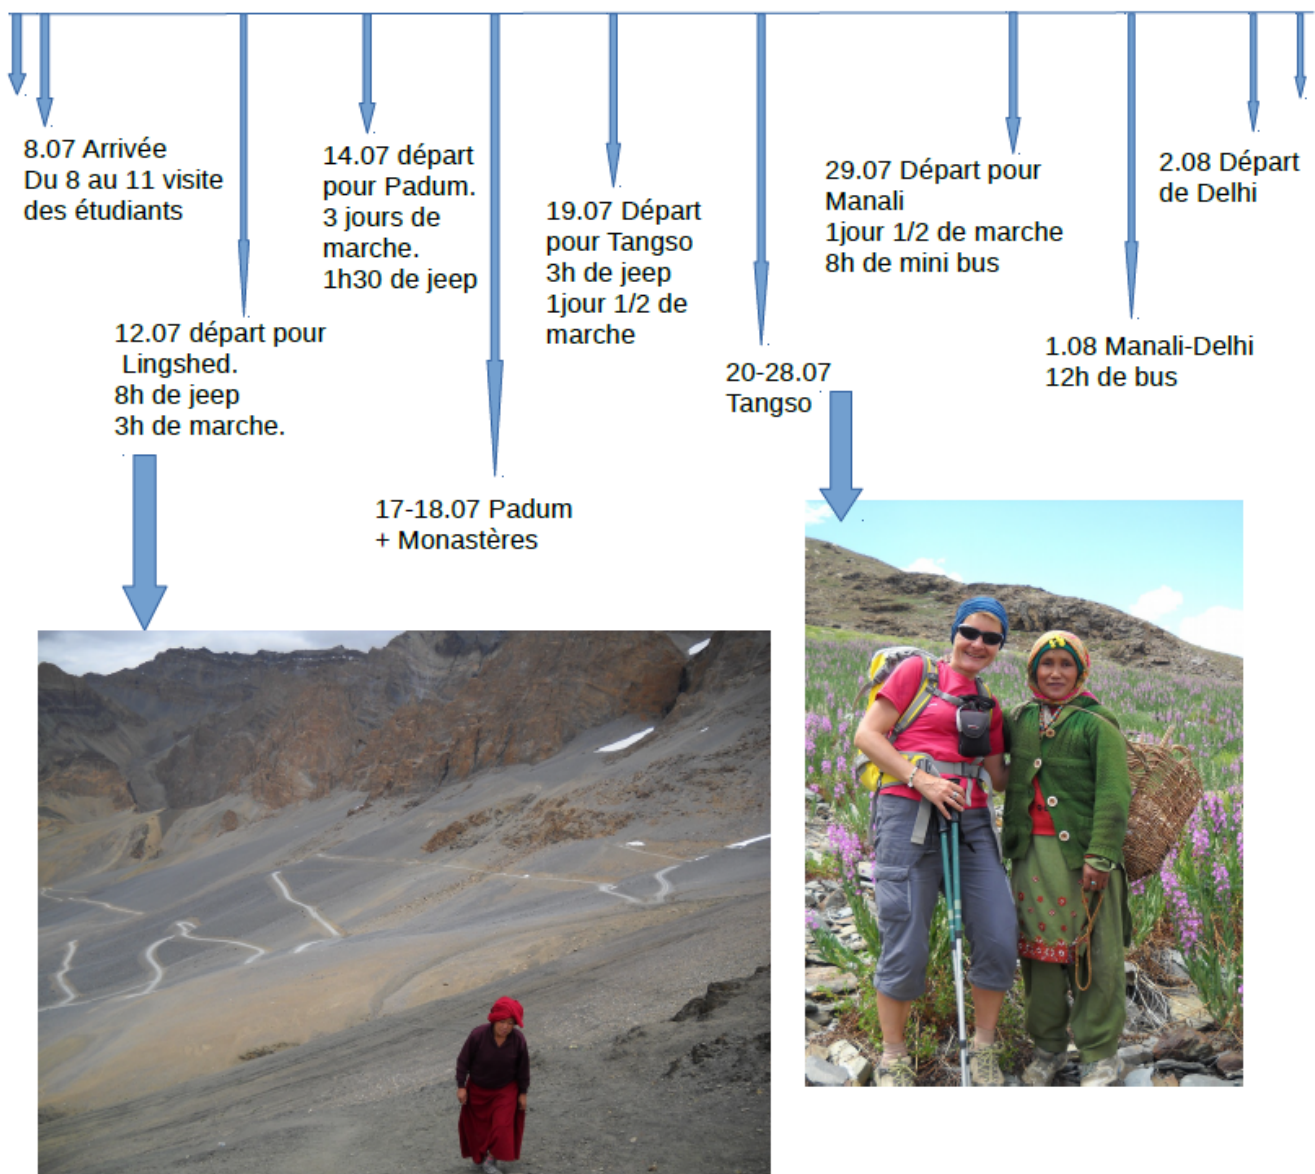 8.07 Arrivée
Du 8 au 11 visite
des étudiants
12.07 départ pour
Lingshed.
8h de jeep
3h de marche.
14.07 départ
pour Padum.
3 jours de
marche.
1h30 de jeep
17-18.07 Padum
+ Monastères
19.07 Départ
pour Tangso
3h de jeep
1jour 1/2 de
marche
20-28.07
Tangso
29.07 Départ pour
Manali
1jour 1/2 de marche
8h de mini bus
1.08 Manali-Delhi
12h de bus
2.08 Départ
de Delhi